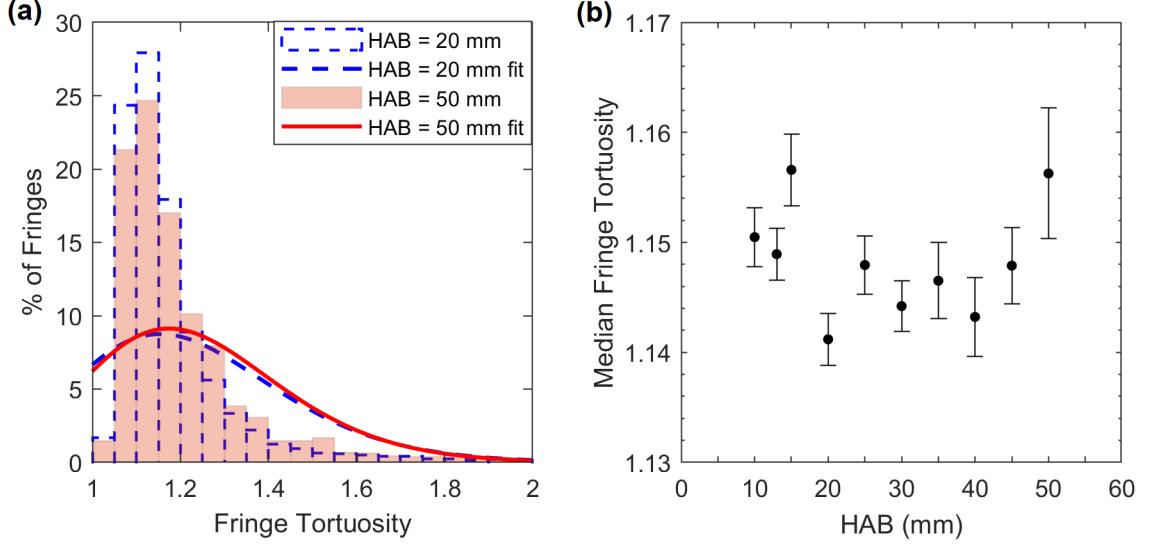 (a)
% of Fringes
30
25
20
15
10
5
0
1
1.2
1.4
1.6
1.8
2
Fringe Tortuosity
HAB = 20 mm
HAB = 20 mm fit
HAB = 50 mm
HAB = 50 mm fit
(b)
Median Fringe Tortuosity
1.17
1.16
1.15
1.14
1.13
0
10
20
30
40
50
60
HAB (mm)